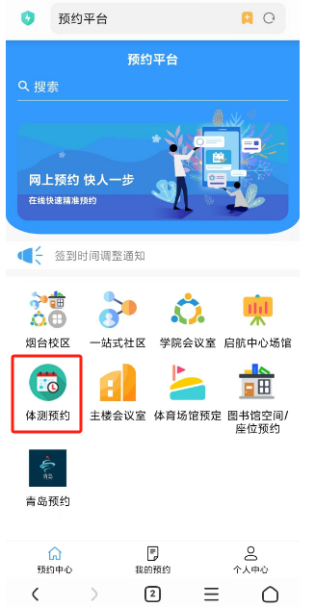 预约平台
预约平台
搜索
网上预约 快人一步
在线快速精准预约
签到时间调整通知
烟台校区
一站式社区
学院会议室
启航中心场馆
体测预约
主楼会议室
体育场馆预定
图书馆空间/
座位预约
青岛
青岛预约
预约中心
我的预约
个人中心
2